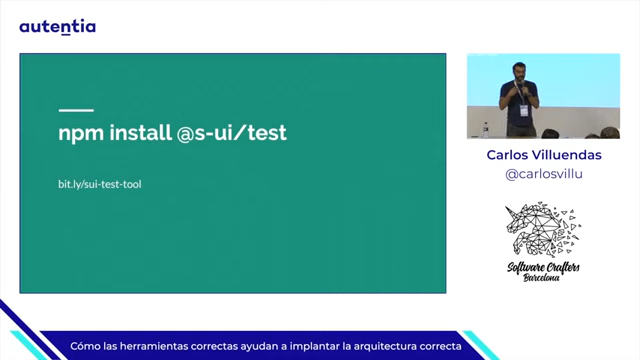 autentia
npm install @s-ui/test
bit.ly/sui-test-tool
Carlos Villuendas
@carlosvillu
Software Crafters
Barcelona
Cómo las herramientas correctas ayudan a implantar la arquitectura correcta